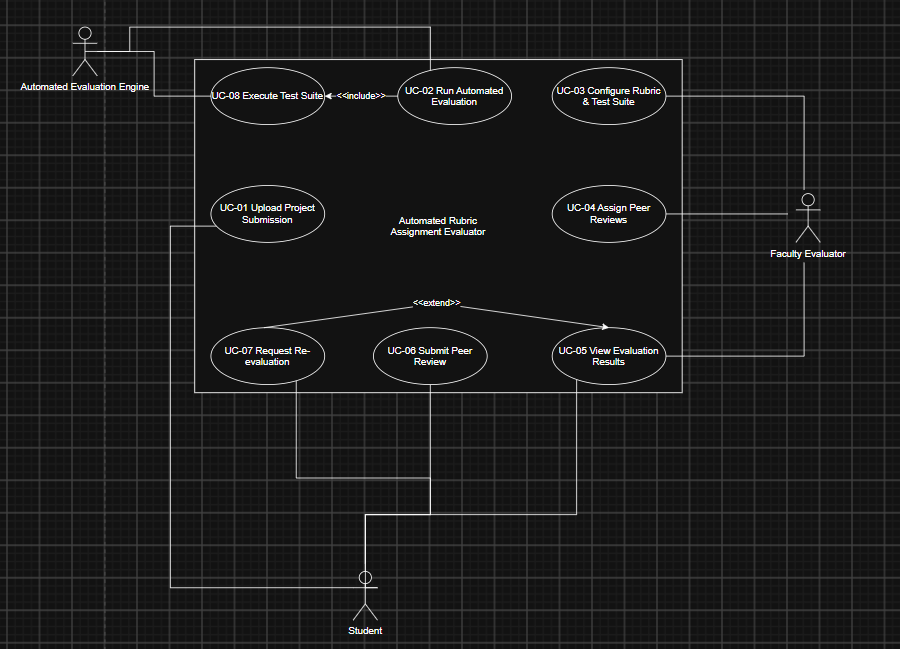 Automated Evaluation Engine
UC-08 Execute Test Suite
<<include>>
UC-02 Run Automated
Evaluation
UC-03 Configure Rubric
& Test Suite
UC-01 Upload Project
Submission
Automated Rubric
Assignment Evaluator
UC-04 Assign Peer
Reviews
Faculty Evaluator
<<extend>>
UC-07 Request Re-
evaluation
UC-06 Submit Peer
Review
UC-05 View Evaluation
Results
Student